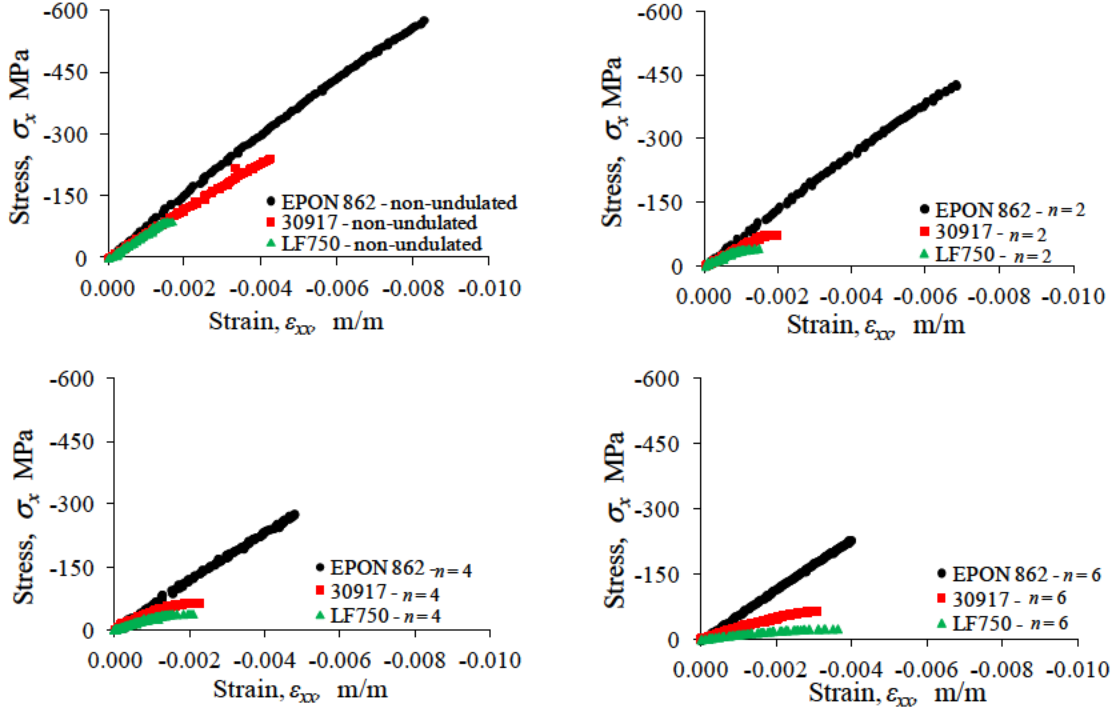 Stress, σx MPa
-600
-450
-300
-150
0
EPON 862 - non-undulated
30917 - non-undulated
LF750 - non-undulated
0.000 -0.002 -0.004 -0.006 -0.008 -0.010
Strain, εxx, m/m
Stress, σx MPa
-600
-450
-300
-150
0
EPON 862 - n=2
30917 - n=2
LF750 - n=2
0.000 -0.002 -0.004 -0.006 -0.008 -0.010
Strain, εxx, m/m
Stress, σx MPa
-600
-450
-300
-150
0
EPON 862 -n=4
30917 - n=4
LF750 - n=4
0.000 -0.002 -0.004 -0.006 -0.008 -0.010
Strain, εxx, m/m
Stress, σx MPa
-600
-450
-300
-150
0
EPON 862 - n=6
30917 - n=6
LF750 - n=6
0.000 -0.002 -0.004 -0.006 -0.008 -0.010
Strain, εxx, m/m